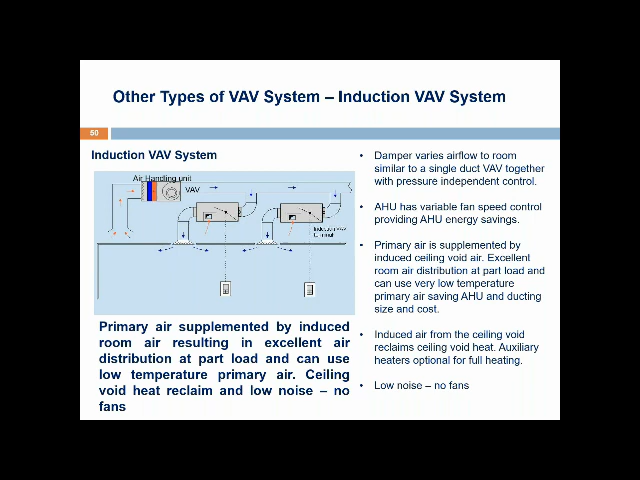 Other Types of VAV System – Induction VAV System
50
Induction VAV System
Air Handling unit
VAV
Induction VAV
terminal
Primary air supplemented by induced
room air resulting in excellent air
distribution at part load and can use
low temperature primary air. Ceiling
void heat reclaim and low noise – no
fans
• Damper varies airflow to room
similar to a single duct VAV together
with pressure independent control.
• AHU has variable fan speed control
providing AHU energy savings.
• Primary air is supplemented by
induced ceiling void air. Excellent
room air distribution at part load and
can use very low temperature
primary air saving AHU and ducting
size and cost.
• Induced air from the ceiling void
reclaims ceiling void heat. Auxiliary
heaters optional for full heating.
• Low noise – no fans